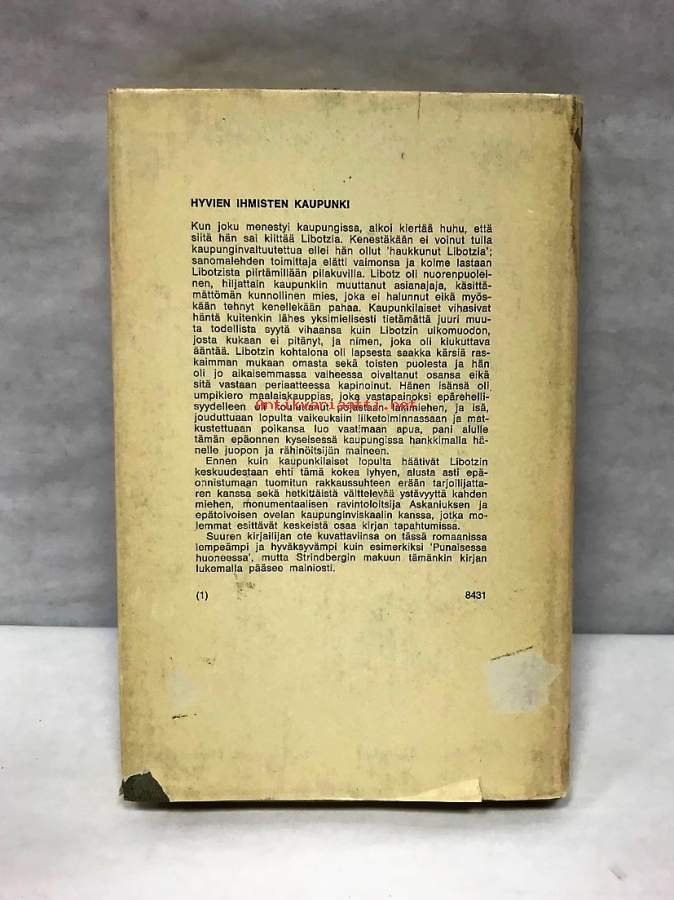 HYVIEN IHMISTEN KAUPUNKI
Kun joku menestyi kaupungissa, alkoi kiertää huhu, että
siitä hän sai kiittää Libotzia. Kenestäkään ei voinut tulla
kaupunginvaltuutettua ellei hän ollut 'haukkunut Libotzia';
sanomalehden toimittaja elätti vaimonsa ja kolme lastaan
Libotzista piirtämillään pilakuvilla. Libotz oli nuorenpuolei-
nen, hiljattain kaupunkiin muuttanut asianajaja, käsittä-
mättömän kunnollinen mies, joka ei halunnut eikä myös-
kään tehnyt kenellekään pahaa. Kaupunkilaiset vihasivat
häntä kuitenkin lähes yksimielisesti tietämättä juuri muu-
ta todellista syytä vihaansa kuin Libotzin ulkomuodon,
josta kukaan ei pitänyt, ja nimen, joka oli kiukuttava
ääntää. Libotzin kohtalona oli lapsesta saakka kärsiä ras-
kaimman mukaan omasta sekä toisten puolesta ja hän
oli jo aikaisemmassa vaiheessa oivaltanut osansa eikä
sitä vastaan periaatteessa kapinoinut. Hänen isänsä oli
umpikiero maalaiskauppias, joka vastapainoksi epärehelli-
syydelleen oli touhunnut pojastaan lakimiehen, ja isä,
antikvariaatti.net
jouduttuaan lopulta vaikeuksiin liiketoiminnassaan ja mat-
kustettuaan poikansa luo vaatimaan apua, pani alulle
tämän epäonnen kyseisessä kaupungissa hankkimalla hä-
nelle juopon ja rähinöitsijän maineen.
Ennen kuin kaupunkilaiset lopulta häätivät Libotzin
keskuudestaan ehti tämä kokea lyhyen, alusta asti epä-
onnistumaan tuomitun rakkaussuhteen erään tarjoilijatta-
ren kanssa sekä hetkittäistä välttelevää ystävyyttä kahden
miehen, monumentaalisen ravintoloitsija Askaniuksen ja
epätoivoisen ovelan kaupunginviskaalin kanssa, jotka mo-
lemmat esittävät keskeistä osaa kirjan tapahtumissa.
Suuren kirjailijan ote kuvattaviinsa on tässä romaanissa
lempeämpi ja hyväksyvämpi kuin esimerkiksi 'Punaisessa
huoneessa', mutta Strindbergin makuun tämänkin kirjan
lukemalla pääsee mainiosti.
(1) 8431